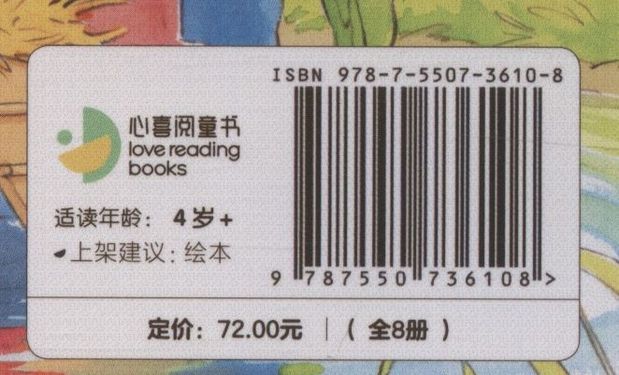 ISBN 978-7-5507-3610-8
心喜阅童书
love reading
books
适读年龄：4岁+
上架建议：绘本
9 787550 736108>
定价：72.00元 ｜（全8册）